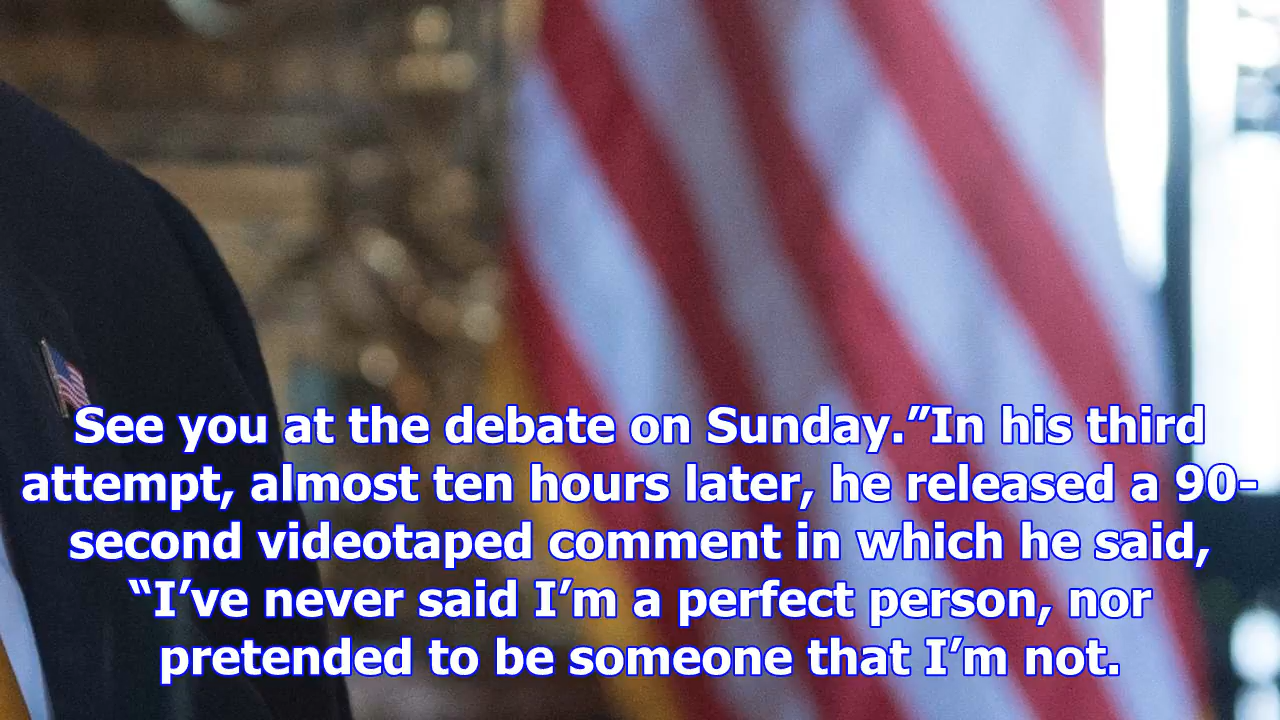 See you at the debate on Sunday.”In his third
attempt, almost ten hours later, he released a 90-
second videotaped comment in which he said,
“I’ve never said I’m a perfect person, nor
pretended to be someone that I’m not.